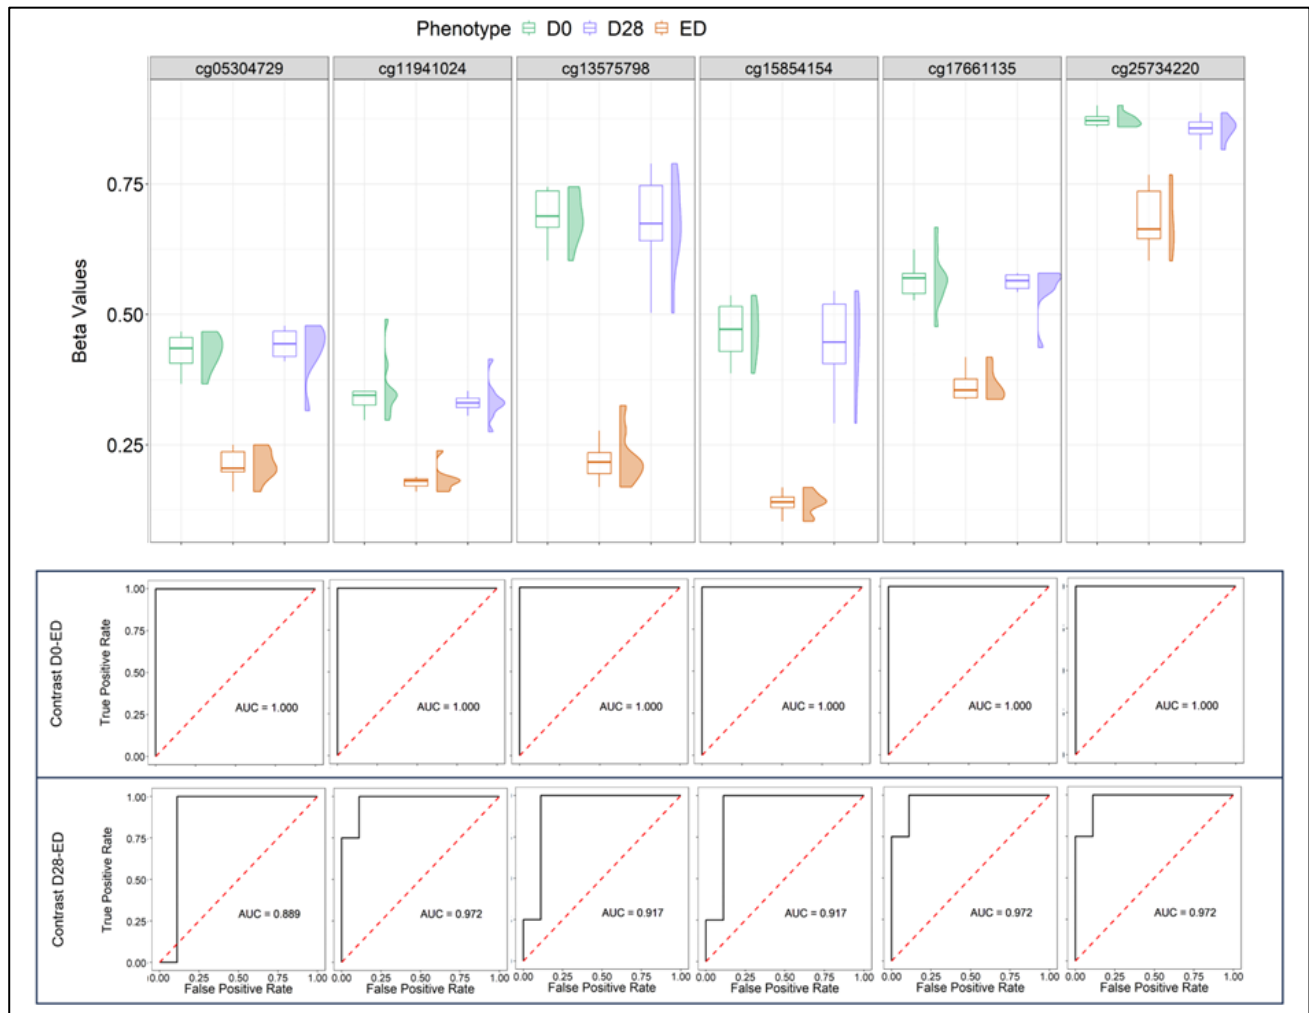 Phenotype D0 D28 ED
cg05304729 cg11941024 cg13575798 cg15854154 cg17661135 cg25734220
Beta Values
0.75
0.50
0.25
Contrast D0-ED
True Positive Rate
1.00
0.75
0.50
0.25
0.00
AUC = 1.000 AUC = 1.000 AUC = 1.000 AUC = 1.000 AUC = 1.000 AUC = 1.000
Contrast D28-ED
True Positive Rate
1.00
0.75
0.50
0.25
0.00
AUC = 0.889 AUC = 0.972 AUC = 0.917 AUC = 0.917 AUC = 0.972 AUC = 0.972
0.00 0.25 0.50 0.75 1.00 0.00 0.25 0.50 0.75 1.00 0.00 0.25 0.50 0.75 1.00 0.00 0.25 0.50 0.75 1.00 0.00 0.25 0.50 0.75 1.00 0.00 0.25 0.50 0.75 1.00
False Positive Rate False Positive Rate False Positive Rate False Positive Rate False Positive Rate False Positive Rate